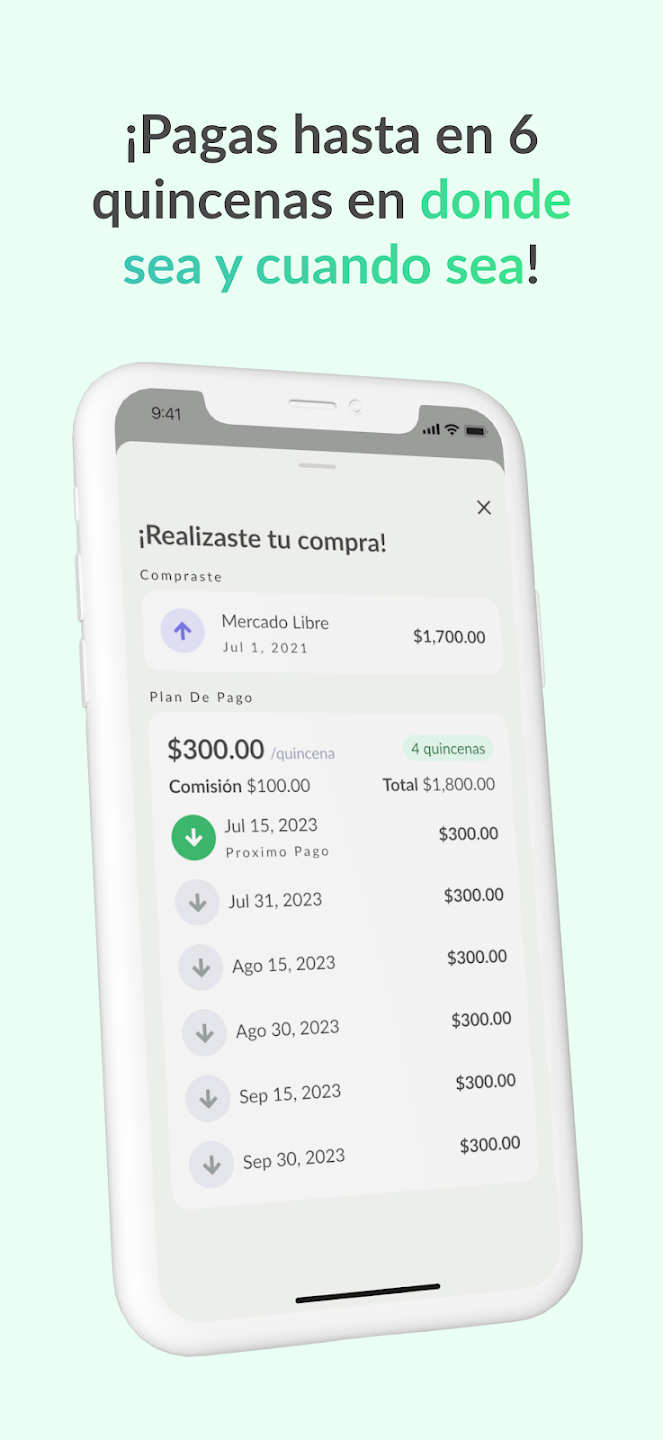 ¡Pagas hasta en 6
quincenas en donde
sea y cuando sea!
9:41
¡Realizaste tu compra!
Compraste
Mercado Libre
$1,700.00
Jul 1, 2021
Plan De Pago
$300.00 /quincena
4 quincenas
Comisión $100.00
Total $1,800.00
Jul 15, 2023
$300.00
Proximo Pago
Jul 31, 2023
$300.00
Ago 15, 2023
$300.00
Ago 30, 2023
$300.00
Sep 15, 2023
$300.00
Sep 30, 2023
$300.00